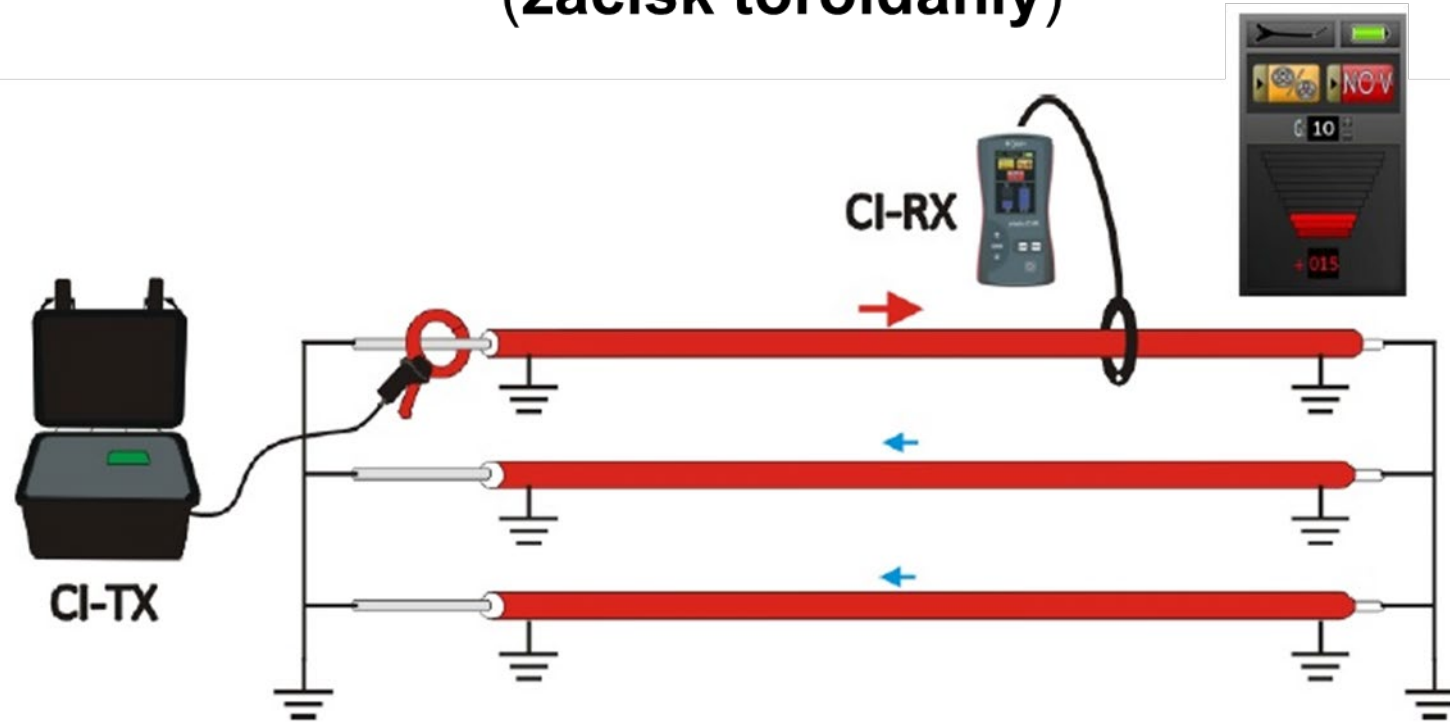 (zacisk toroidalny)
NO V
10
CI-RX
+ 015
CI-TX